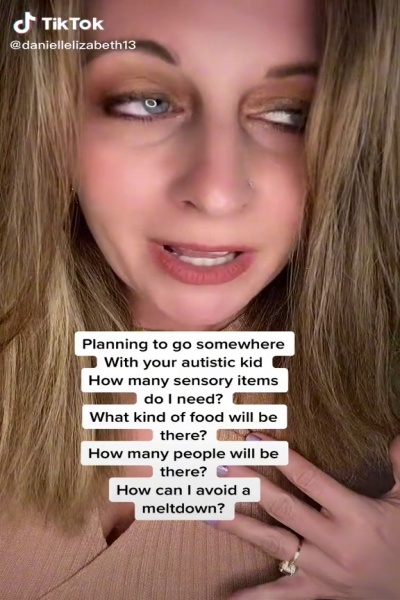 TikTok
@daniellelizabeth13
Planning to go somewhere
With your autistic kid
How many sensory items
do I need?
What kind of food will be
there?
How many people will be
there?
How can I avoid a
meltdown?